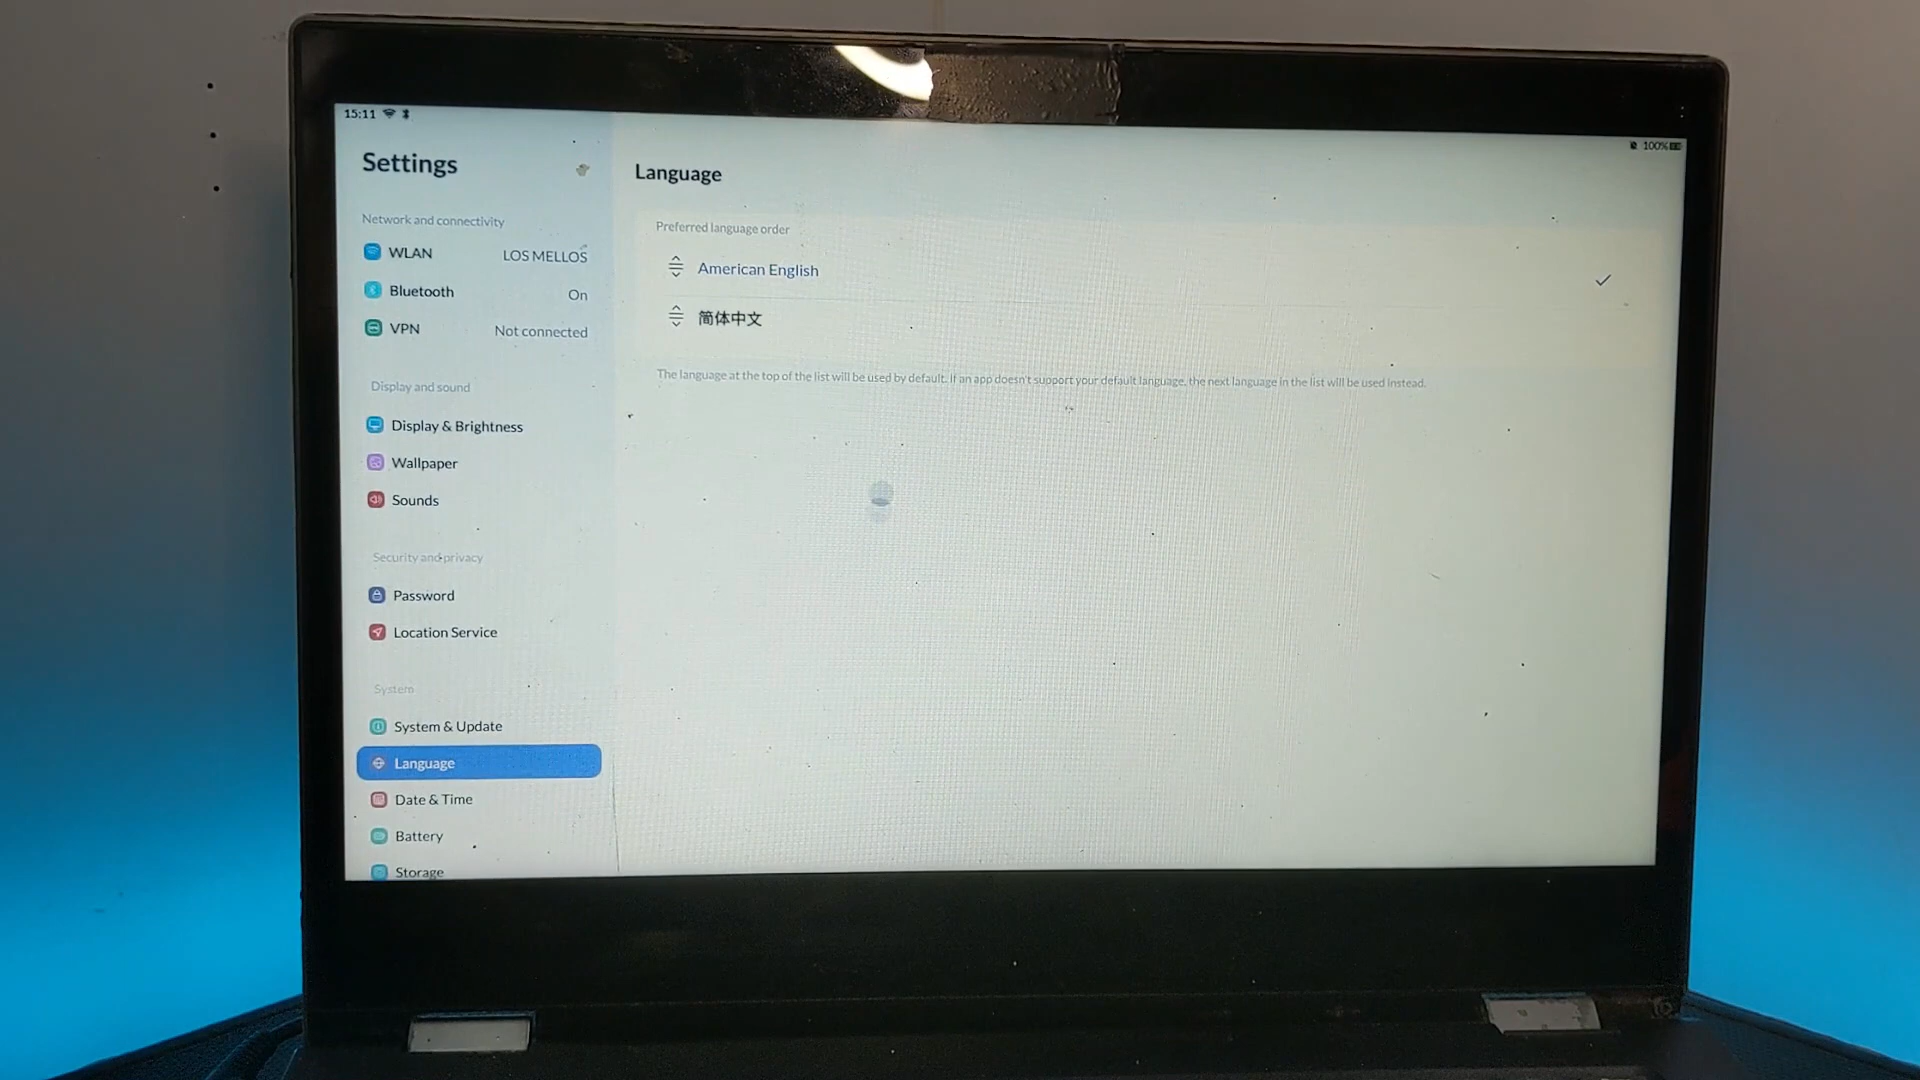 15:11
100%
Settings
Language
Network and connectivity
WLAN LOS MELLOS
Bluetooth On
VPN Not connected
Display and sound
Display & Brightness
Wallpaper
Sounds
Security and privacy
Password
Location Service
System
System & Update
Language
Date & Time
Battery
Storage
Preferred language order
American English
简体中文
The language at the top of the list will be used by default. If an app doesn't support your default language, the next language in the list will be used instead.